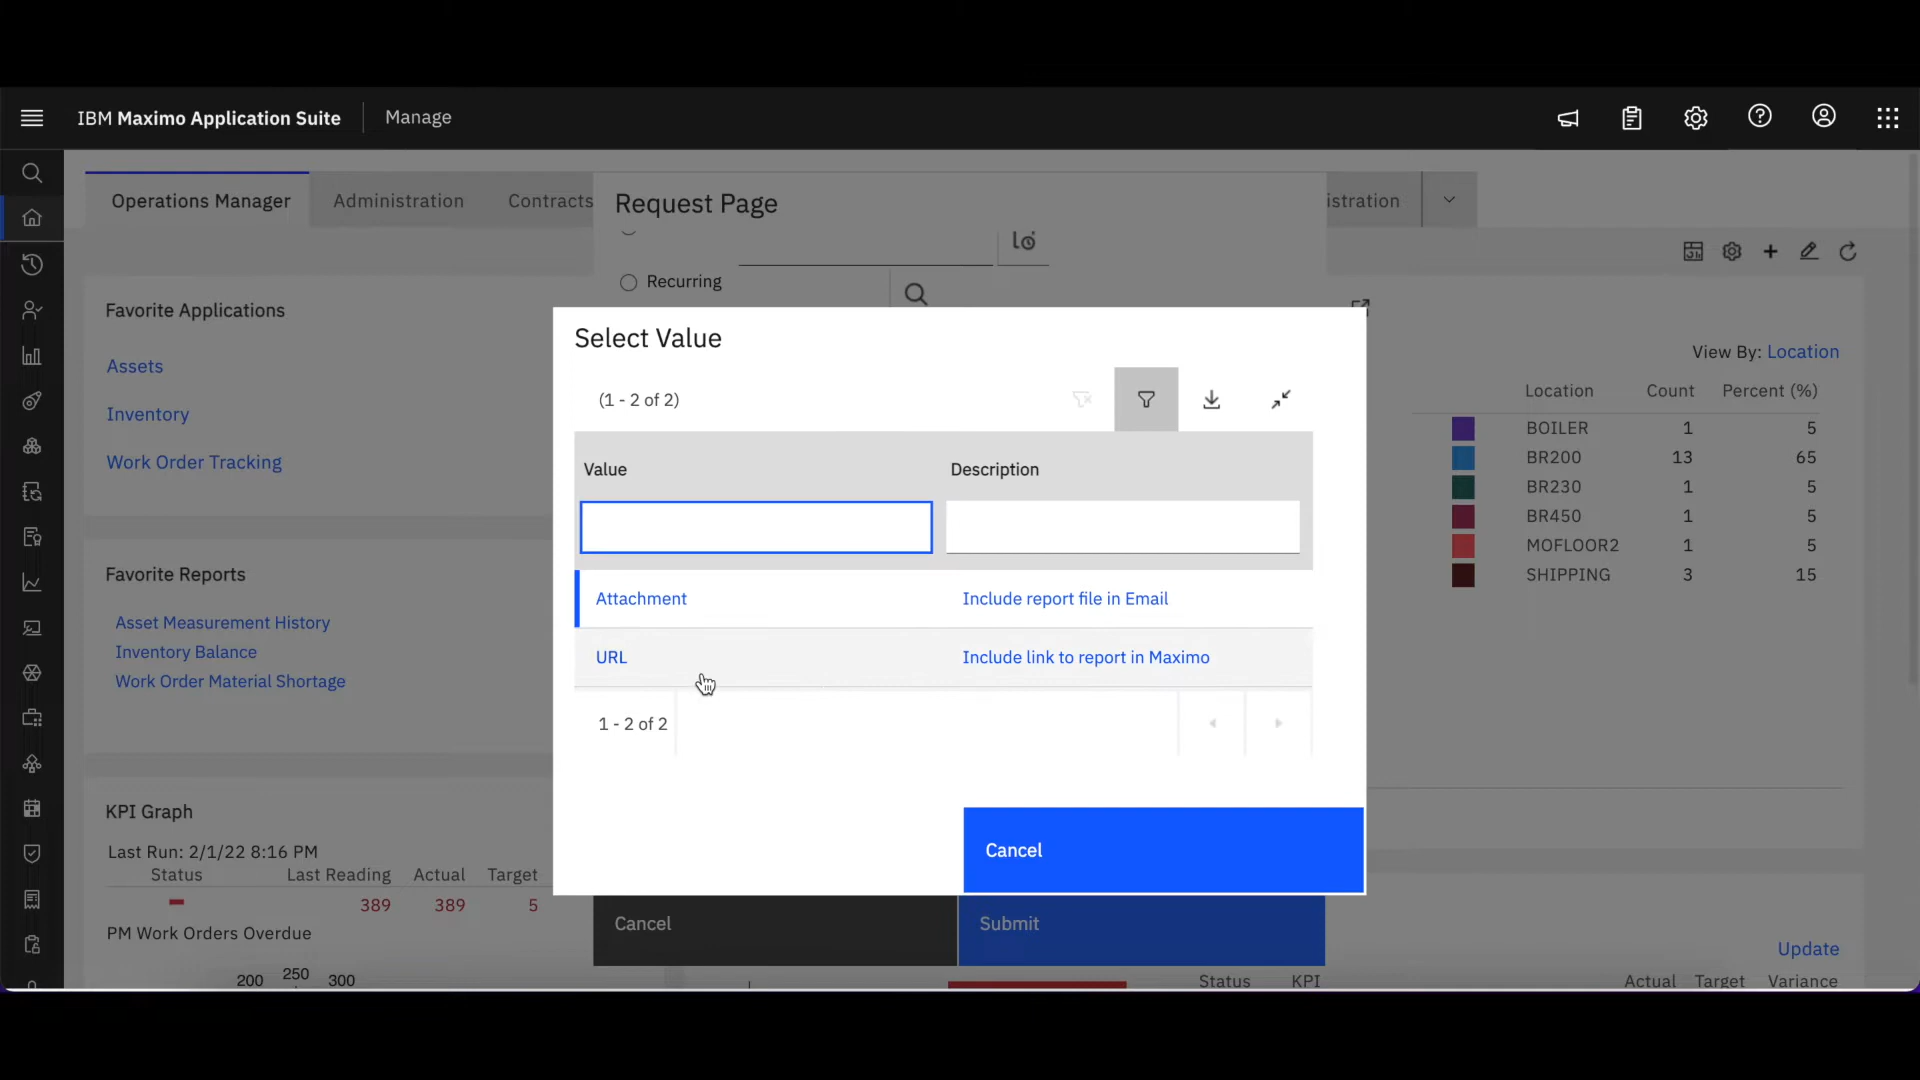 IBM Maximo Application Suite
Manage
Operations Manager
Administration
Contracts
Request Page
istration
Recurring
Favorite Applications
Assets
Inventory
Work Order Tracking
Favorite Reports
Asset Measurement History
Inventory Balance
Work Order Material Shortage
KPI Graph
Last Run: 2/1/22 8:16 PM
Status Last Reading Actual Target
389 389 5
PM Work Orders Overdue
200 250 300
Select Value
(1 - 2 of 2)
Value Description
Attachment Include report file in Email
URL Include link to report in Maximo
1 - 2 of 2
Cancel
Cancel
Submit
View By: Location
Location Count Percent (%)
BOILER 1 5
BR200 13 65
BR230 1 5
BR450 1 5
MOFLOOR2 1 5
SHIPPING 3 15
Update
Status KPI Actual Target Variance